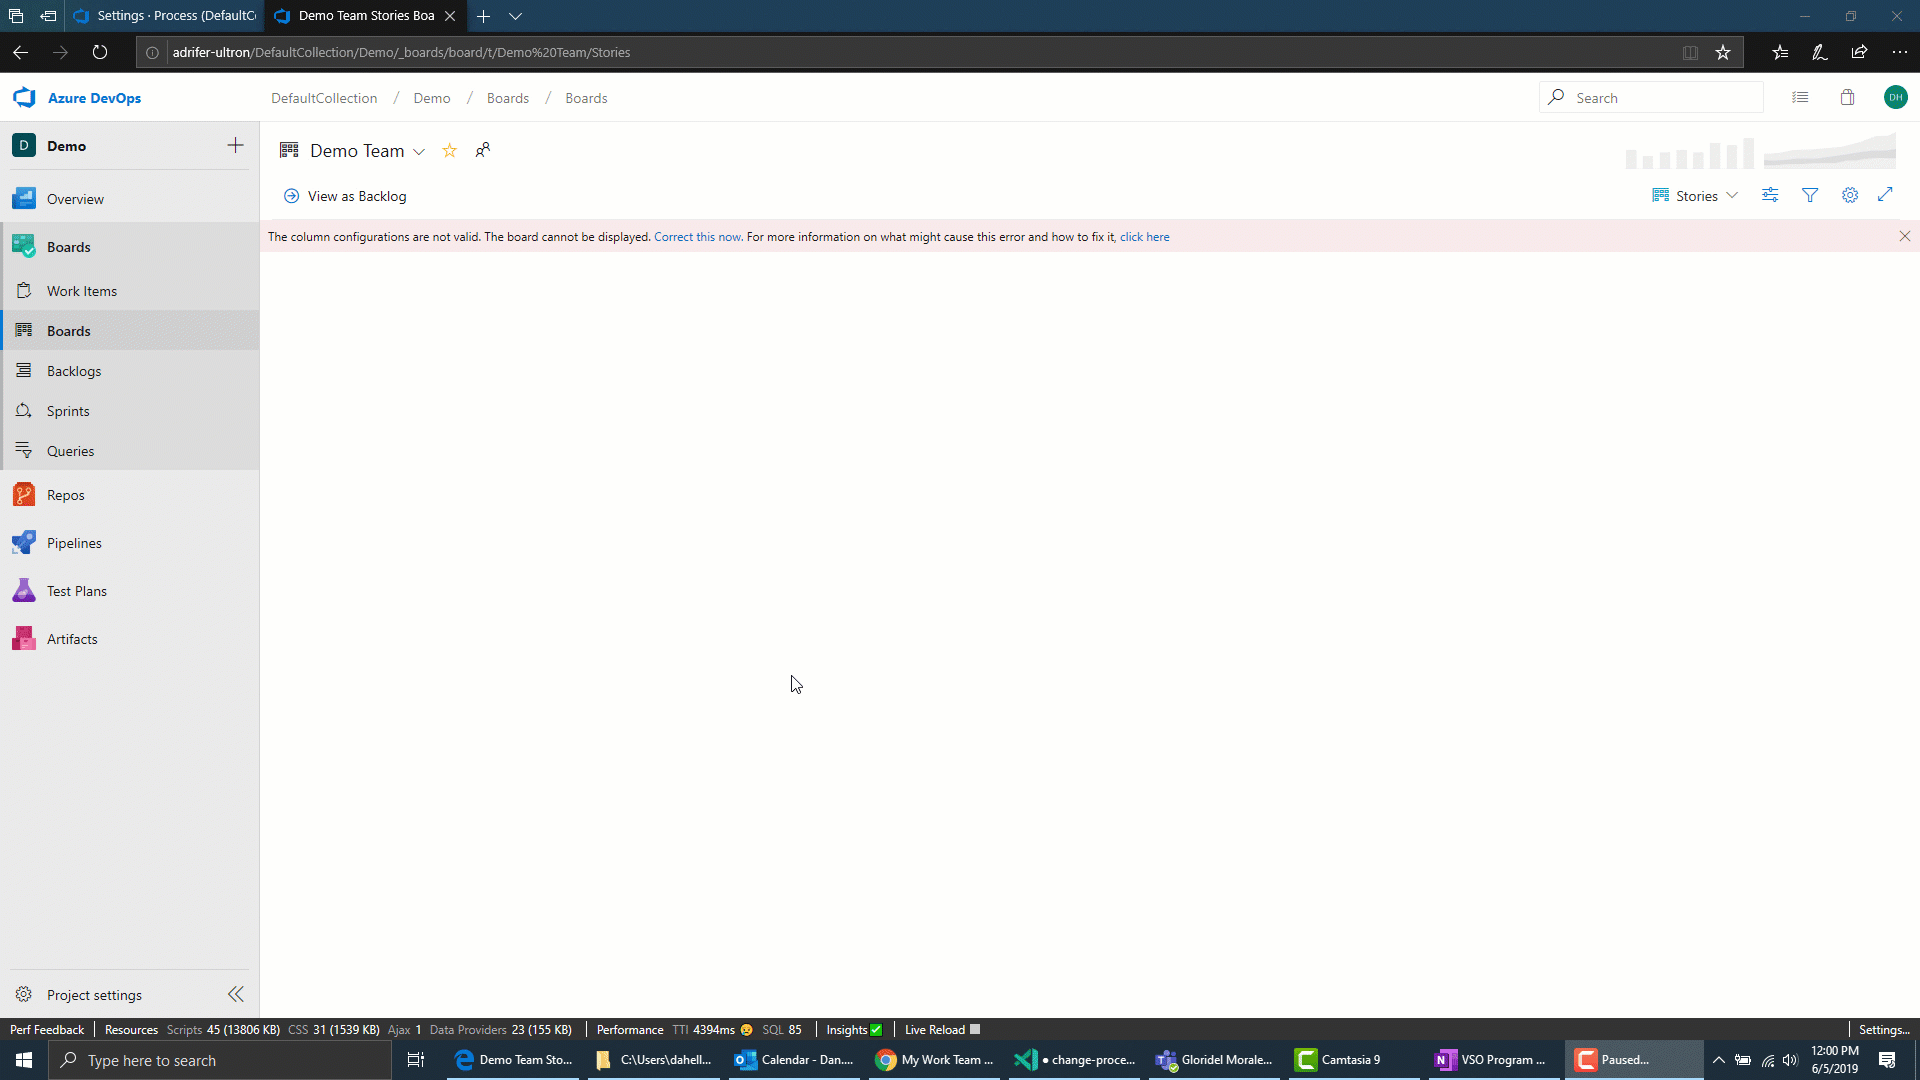 Settings · Process (DefaultCo
Demo Team Stories Boa
adrifer-ultron/DefaultCollection/Demo/_boards/board/t/Demo%20Team/Stories
Azure DevOps
DefaultCollection / Demo / Boards / Boards
Search
DH
D Demo
Demo Team
Overview
View as Backlog
Stories
The column configurations are not valid. The board cannot be displayed. Correct this now. For more information on what might cause this error and how to fix it, click here
Boards
Work Items
Boards
Backlogs
Sprints
Queries
Repos
Pipelines
Test Plans
Artifacts
Project settings
Perf Feedback Resources Scripts 45 (13806 KB) CSS 31 (1539 KB) Ajax 1 Data Providers 23 (155 KB) Performance TTI 4394ms SQL 85 Insights Live Reload Settings...
Type here to search
Demo Team Sto...
C:\Users\dahell...
Calendar - Dan....
My Work Team ...
● change-proce...
Gloridel Morale...
Camtasia 9
VSO Program ...
Paused...
12:00 PM
6/5/2019